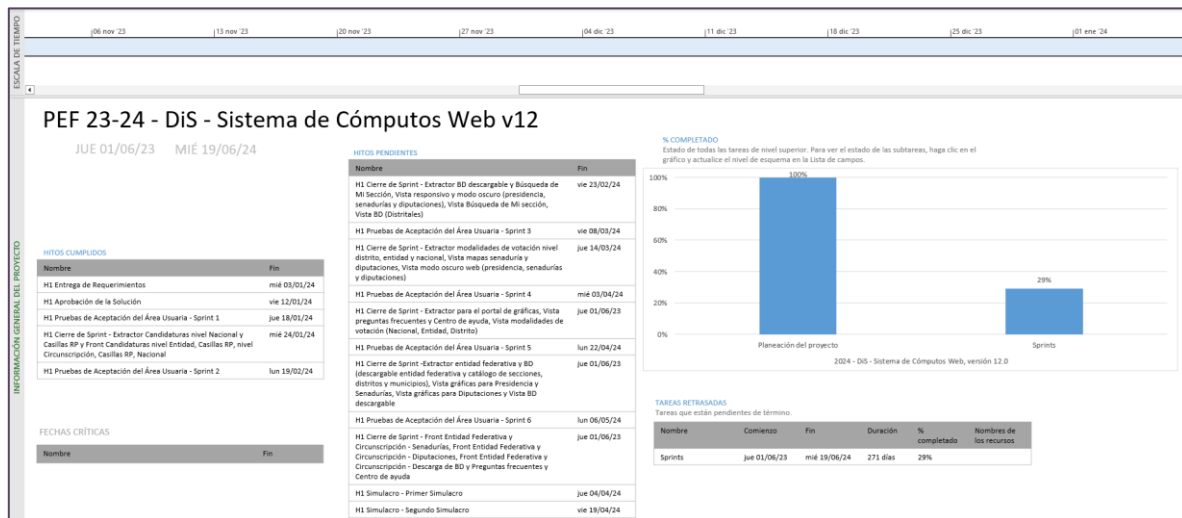 ESCALA DE TIEMPO
06 nov '23
13 nov '23
20 nov '23
27 nov '23
04 dic '23
11 dic '23
18 dic '23
25 dic '23
01 ene '24
INFORMACIÓN GENERAL DEL PROYECTO
PEF 23-24 - DiS - Sistema de Cómputos Web v12
JUE 01/06/23 MIÉ 19/06/24
HITOS CUMPLIDOS
Nombre Fin
H1 Entrega de Requerimientos mié 03/01/24
H1 Aprobación de la Solución vie 12/01/24
H1 Pruebas de Aceptación del Área Usuaria - Sprint 1 jue 18/01/24
H1 Cierre de Sprint - Extractor Candidaturas nivel Nacional y mié 24/01/24
Casillas RP y Front Candidaturas nivel Entidad, Casillas RP, nivel
Circunscripción, Casillas RP, Nacional
H1 Pruebas de Aceptación del Área Usuaria - Sprint 2 lun 19/02/24
FECHAS CRÍTICAS
Nombre Fin
HITOS PENDIENTES
Nombre Fin
H1 Cierre de Sprint - Extractor BD descargable y Búsqueda de vie 23/02/24
Mi Sección, Vista responsivo y modo oscuro (presidencia,
senadurías y diputaciones), Vista Búsqueda de Mi sección,
Vista BD (Distritales)
H1 Pruebas de Aceptación del Área Usuaria - Sprint 3 vie 08/03/24
H1 Cierre de Sprint - Extractor modalidades de votación nivel jue 14/03/24
distrito, entidad y nacional, Vista mapas senaduría y
diputaciones, Vista modo oscuro web (presidencia, senadurías
y diputaciones)
H1 Pruebas de Aceptación del Área Usuaria - Sprint 4 mié 03/04/24
H1 Cierre de Sprint - Extractor para el portal de gráficas, Vista jue 01/06/23
preguntas frecuentes y Centro de ayuda, Vista modalidades de
votación (Nacional, Entidad, Distrito)
H1 Pruebas de Aceptación del Área Usuaria - Sprint 5 lun 22/04/24
H1 Cierre de Sprint -Extractor entidad federativa y BD jue 01/06/23
(descargable entidad federativa y catálogo de secciones,
distritos y municipios), Vista gráficas para Presidencia y
Senadurías, Vista gráficas para Diputaciones y Vista BD
descargable
H1 Pruebas de Aceptación del Área Usuaria - Sprint 6 lun 06/05/24
H1 Cierre de Sprint - Front Entidad Federativa y jue 01/06/23
Circunscripción - Senadurías, Front Entidad Federativa y
Circunscripción - Diputaciones, Front Entidad Federativa y
Circunscripción - Descarga de BD y Preguntas frecuentes y
Centro de ayuda
H1 Simulacro - Primer Simulacro jue 04/04/24
H1 Simulacro - Segundo Simulacro vie 19/04/24
% COMPLETADO
Estado de todas las tareas de nivel superior. Para ver el estado de las subtareas, haga clic en el
gráfico y actualice el nivel de esquema en la Lista de campos.
100%
80%
60%
40%
20%
0%
100%
29%
Planeación del proyecto Sprints
2024 - DiS - Sistema de Cómputos Web, versión 12.0
TAREAS RETRASADAS
Tareas que están pendientes de término.
Nombre Comienzo Fin Duración % completado Nombres de los recursos
Sprints jue 01/06/23 mié 19/06/24 271 días 29%